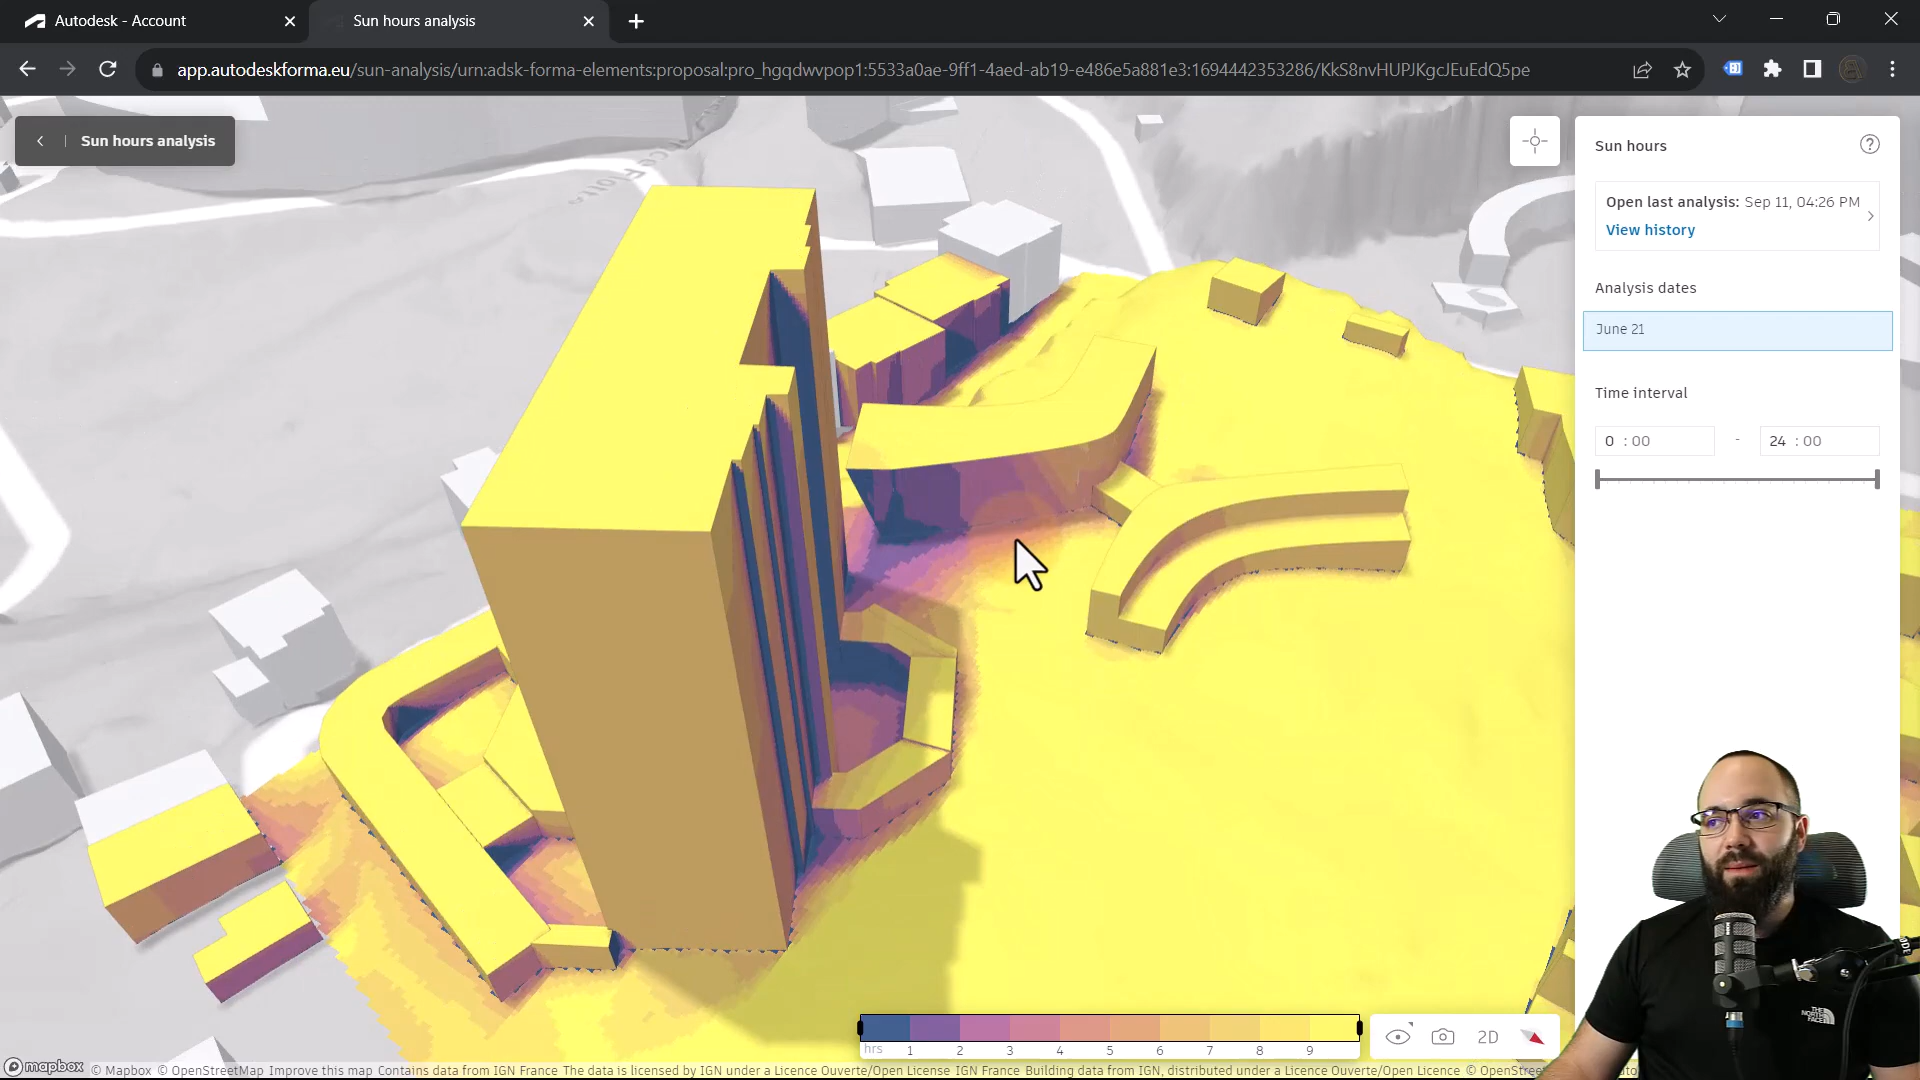 Autodesk - Account
Sun hours analysis
app.autodeskforma.eu/sun-analysis/urn:adsk-forma-elements:proposal:pro_hgqdwvpop1:5533a0ae-9ff1-4aed-ab19-e486e5a881e3:1694442353286/KkS8nvHUPJKgcJEuEdQ5pe
Sun hours analysis
Sun hours
Open last analysis: Sep 11, 04:26 PM
View history
Analysis dates
June 21
Time interval
0 : 00 - 24 : 00
hrs 1 2 3 4 5 6 7 8 9
2D
THE NORTH FACE
mapbox © Mapbox © OpenStreetMap Improve this map Contains data from IGN France The data is licensed by IGN under a Licence Ouverte/Open License IGN France Building data from IGN, distributed under a Licence Ouverte/Open Licence